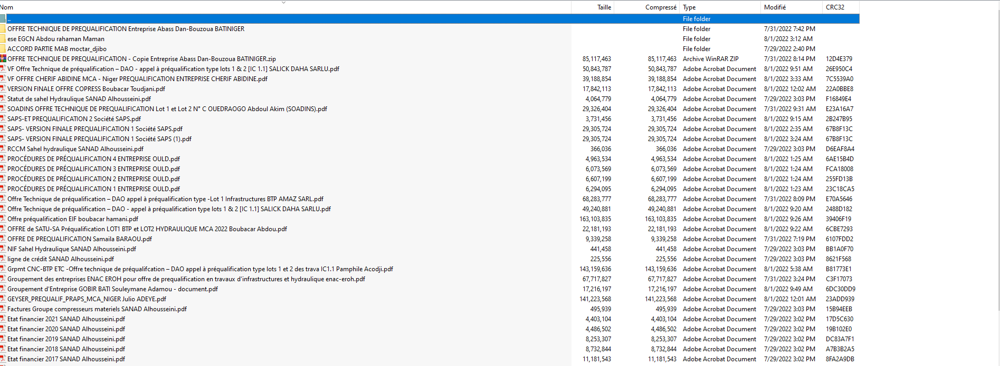 Nom Taille Compressé Type Modifié CRC32
.. File folder
OFFRE TECHNIQUE DE PREQUALIFICATION Entreprise Abass Dan-Bouzoua BATINIGER File folder 7/31/2022 7:42 PM
ese EGCN Abdou rahaman Maman File folder 8/1/2022 3:12 AM
ACCORD PARTIE MAB moctar_djibo File folder 7/29/2022 2:40 PM
OFFRE TECHNIQUE DE PREQUALIFICATION - Copie Entreprise Abass Dan-Bouzoua BATINIGER.zip 85,117,463 85,117,463 Archive WinRAR ZIP 7/31/2022 8:14 PM 12D4E379
VF Offre Technique de préqualification – DAO - appel à préqualification type lots 1 & 2 [IC 1.1] SALICK DAHA SARLU.pdf 50,843,787 50,843,787 Adobe Acrobat Document 8/1/2022 9:51 AM 26E950C4
VF OFFRE CHERIF ABIDINE MCA - Niger PREQUALIFICATION ENTREPRISE CHERIF ABIDINE.pdf 39,188,854 39,188,854 Adobe Acrobat Document 8/1/2022 3:33 AM 7C5539A0
VERSION FINALE OFFRE COPRESS Boubacar Toudjani.pdf 17,842,113 17,842,113 Adobe Acrobat Document 8/1/2022 12:02 AM 22A0BBE8
Statut de sahel Hydraulique SANAD Alhousseini.pdf 4,064,779 4,064,779 Adobe Acrobat Document 7/29/2022 3:03 PM F16849E4
SOADINS OFFRE TECHNIQUE DE PREQUALIFICATION Lot 1 et Lot 2 N° C OUEDRAOGO Abdoul Akim (SOADINS).pdf 29,326,404 29,326,404 Adobe Acrobat Document 7/31/2022 9:31 AM E23A16A7
SAPS-ET PREQUALIFICATION 2 Société SAPS.pdf 3,731,456 3,731,456 Adobe Acrobat Document 8/1/2022 9:15 AM 2B247B95
SAPS- VERSION FINALE PREQUALIFICATION 1 Société SAPS.pdf 29,305,724 29,305,724 Adobe Acrobat Document 8/1/2022 2:35 AM 67B8F13C
SAPS- VERSION FINALE PREQUALIFICATION 1 Société SAPS (1).pdf 29,305,724 29,305,724 Adobe Acrobat Document 8/1/2022 3:24 AM 67B8F13C
RCCM Sahel hydraulique SANAD Alhousseini.pdf 366,036 366,036 Adobe Acrobat Document 7/29/2022 3:03 PM D6EAF8A4
PROCÉDURES DE PRÉQUALIFICATION 4 ENTREPRISE OULD.pdf 4,963,534 4,963,534 Adobe Acrobat Document 8/1/2022 1:25 AM 6AE15B4D
PROCÉDURES DE PRÉQUALIFICATION 3 ENTREPRISE OULD.pdf 6,073,569 6,073,569 Adobe Acrobat Document 8/1/2022 1:24 AM FCA18008
PROCÉDURES DE PRÉQUALIFICATION 2 ENTREPRISE OULD.pdf 6,607,199 6,607,199 Adobe Acrobat Document 8/1/2022 1:24 AM 255FD13B
PROCÉDURES DE PRÉQUALIFICATION 1 ENTREPRISE OULD.pdf 6,294,095 6,294,095 Adobe Acrobat Document 8/1/2022 1:23 AM 23C18CA5
Offre Technique de préqualification – DAO appel à préqualification type -Lot 1 Infrastructures BTP AMAZ SARL.pdf 68,283,777 68,283,777 Adobe Acrobat Document 7/31/2022 8:09 PM E70A5646
Offre Technique de préqualification – DAO - appel à préqualification type lots 1 & 2 [IC 1.1] SALICK DAHA SARLU.pdf 49,240,881 49,240,881 Adobe Acrobat Document 8/1/2022 9:20 AM 2488D182
Offre préqualification EIF boubacar hamani.pdf 163,103,835 163,103,835 Adobe Acrobat Document 8/1/2022 9:26 AM 39406F19
OFFRE de SATU-SA Préqualification LOT1 BTP et LOT2 HYDRAULIQUE MCA 2022 Boubacar Abdou.pdf 22,181,193 22,181,193 Adobe Acrobat Document 8/1/2022 9:22 AM 6CBE7293
OFFRE DE PREQUALIFICATION Samaila BARAOU.pdf 9,339,258 9,339,258 Adobe Acrobat Document 7/31/2022 7:19 PM 6107FDD2
NIF Sahel Hydraulique SANAD Alhousseini.pdf 441,458 441,458 Adobe Acrobat Document 7/29/2022 3:03 PM BB1A0F70
ligne de crédit SANAD Alhousseini.pdf 225,556 225,556 Adobe Acrobat Document 7/29/2022 3:03 PM 8621F568
Grpmt CNC-BTP ETC -Offre technique de préqualifcation – DAO appel à préqualification type lots 1 et 2 des trava IC1.1 Pamphile Acodji.pdf 143,159,636 143,159,636 Adobe Acrobat Document 8/1/2022 5:38 AM B81773E1
Groupement des entreprises ENAC EROH pour offre de prequalification en travaux d'infrastructures et hydraulique enac-eroh.pdf 67,717,827 67,717,827 Adobe Acrobat Document 7/31/2022 3:24 PM C3F17073
Groupement d'Entreprise GOBIR BATI Souleymane Adamou - document.pdf 17,216,197 17,216,197 Adobe Acrobat Document 8/1/2022 9:49 AM 6DC30DD9
GEYSER_PREQUALIF_PRAPS_MCA_NIGER Julio ADEYE.pdf 141,223,568 141,223,568 Adobe Acrobat Document 8/1/2022 12:01 AM 23ADD939
Factures Groupe compresseurs materiels SANAD Alhousseini.pdf 495,939 495,939 Adobe Acrobat Document 7/29/2022 3:03 PM 15B94EEB
Etat financier 2021 SANAD Alhousseini.pdf 4,403,104 4,403,104 Adobe Acrobat Document 7/29/2022 3:02 PM 17D5C630
Etat financier 2020 SANAD Alhousseini.pdf 4,486,502 4,486,502 Adobe Acrobat Document 7/29/2022 3:02 PM 19B102E0
Etat financier 2019 SANAD Alhousseini.pdf 8,253,307 8,253,307 Adobe Acrobat Document 7/29/2022 3:02 PM DC83A7F1
Etat financier 2018 SANAD Alhousseini.pdf 8,732,844 8,732,844 Adobe Acrobat Document 7/29/2022 3:02 PM A7B3B2A5
Etat financier 2017 SANAD Alhousseini.pdf 11,181,543 11,181,543 Adobe Acrobat Document 7/29/2022 3:02 PM 8FA2A9DB